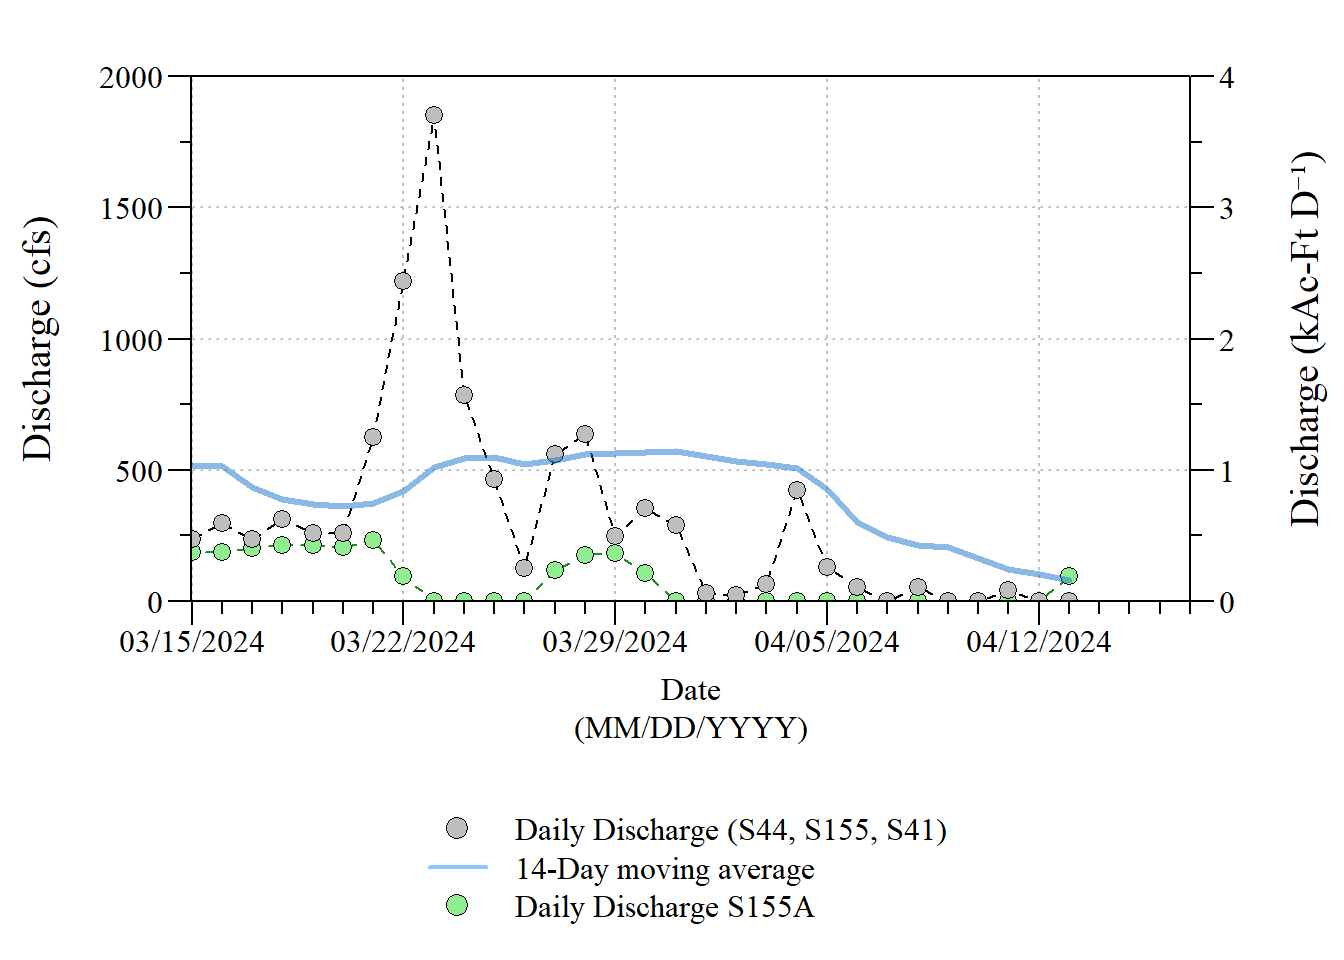 2000
1500
1000
500
0
Discharge (cfs)
4
3
2
1
0
Discharge (kAc-Ft D⁻¹)
03/15/2024
03/22/2024
03/29/2024
04/05/2024
04/12/2024
Date
(MM/DD/YYYY)
Daily Discharge (S44, S155, S41)
14-Day moving average
Daily Discharge S155A